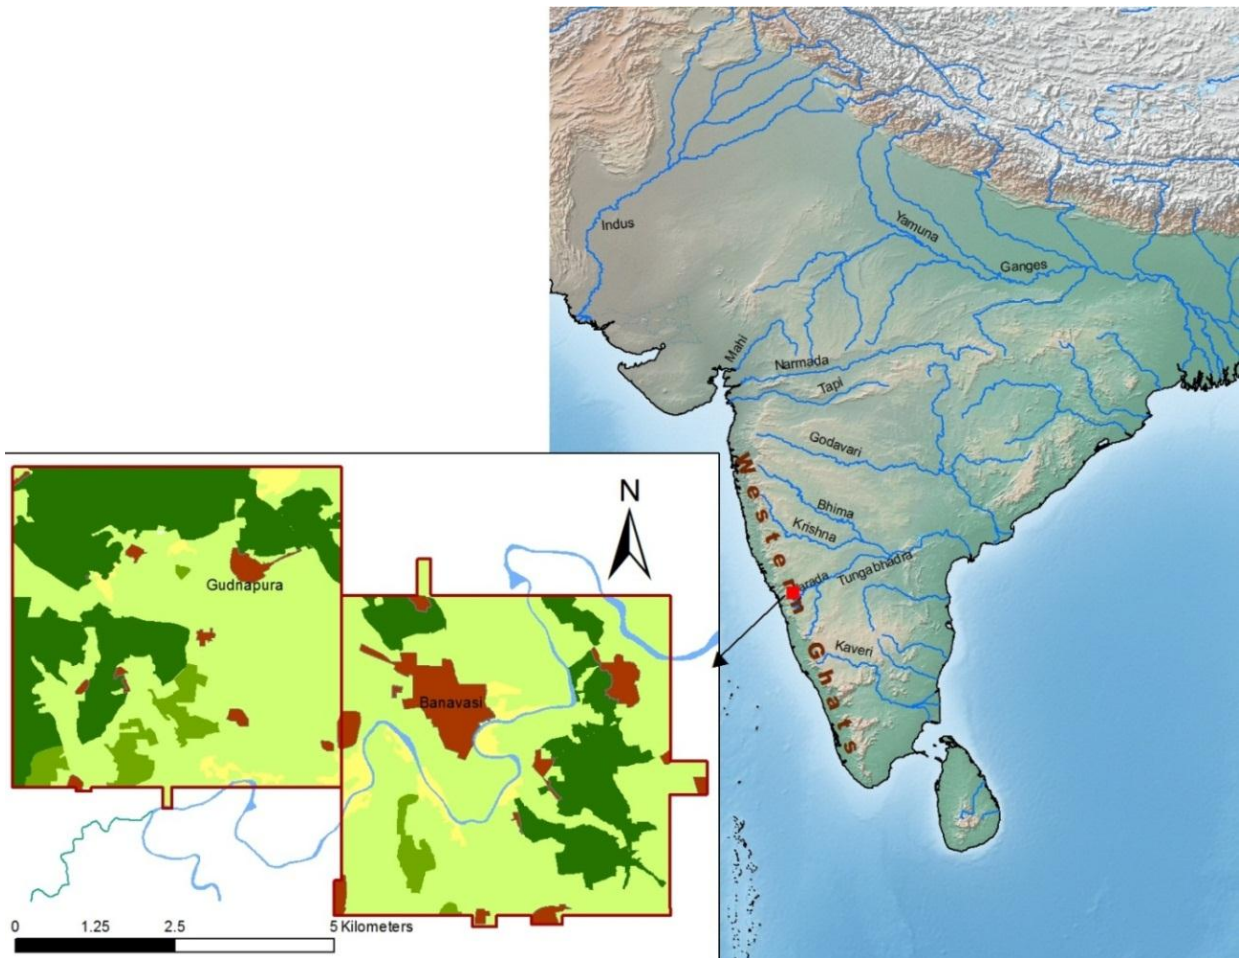 Indus
Yamuna
Ganges
Mahi
Narmada
Tapi
Godavari
Western Ghats
Bhima
Krishna
Tungabhadra
Kaveri
N
Gudnapura
Banavasi
0 1.25 2.5 5 Kilometers